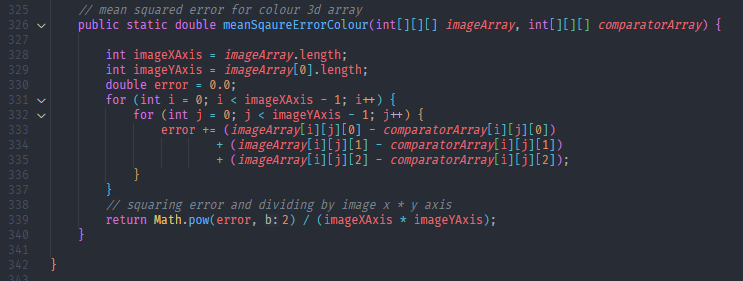 325 // mean squared error for colour 3d array
326 public static double meanSqaureErrorColour(int[][][] imageArray, int[][][] comparatorArray) {
327
328 int imageXAxis = imageArray.length;
329 int imageYAxis = imageArray[0].length;
330 double error = 0.0;
331 for (int i = 0; i < imageXAxis - 1; i++) {
332 for (int j = 0; j < imageYAxis - 1; j++) {
333 error += (imageArray[i][j][0] - comparatorArray[i][j][0])
334 + (imageArray[i][j][1] - comparatorArray[i][j][1])
335 + (imageArray[i][j][2] - comparatorArray[i][j][2]);
336 }
337 }
338 // squaring error and dividing by image x * y axis
339 return Math.pow(error, b: 2) / (imageXAxis * imageYAxis);
340 }
341
342 }
343